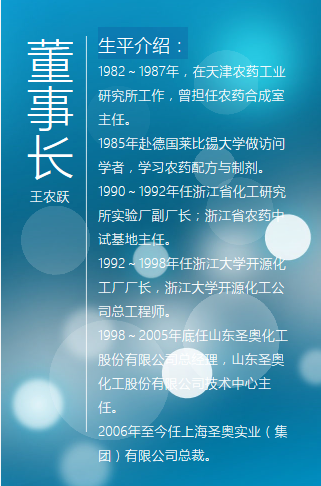 董事长
王农跃
生平介绍：
1982～1987年，在天津农药工业
研究所工作，曾担任农药合成室
主任。
1985年赴德国莱比锡大学做访问
学者，学习农药配方与制剂。
1990～1992年任浙江省化工研究
所实验厂副厂长；浙江省农药中
试基地主任。
1992～1998年任浙江大学开源化
工厂厂长，浙江大学开源化工公
司总工程师。
1998～2005年底任山东圣奥化工
股份有限公司总经理，山东圣奥
化工股份有限公司技术中心主
任。
2006年至今任上海圣奥实业（集
团）有限公司总裁。